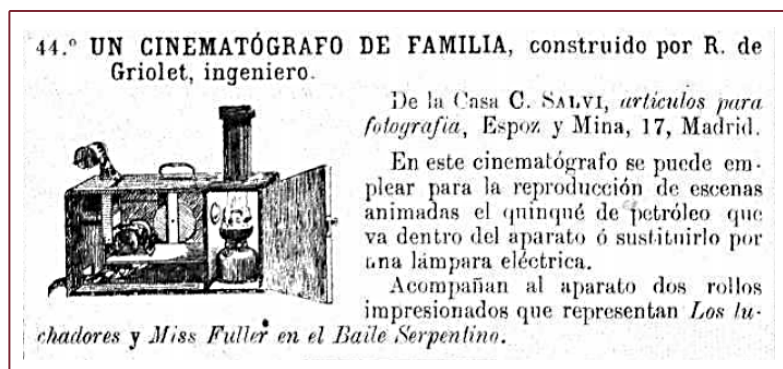 44.º UN CINEMATÓGRAFO DE FAMILIA, construido por R. de
Griolet, ingeniero.
De la Casa C. SALVI, artículos para
fotografía, Espoz y Mina, 17, Madrid.
En este cinematógrafo se puede em-
plear para la reproducción de escenas
animadas el quinqué de petróleo que
va dentro del aparato ó sustituirlo por
una lámpara eléctrica.
Acompañan al aparato dos rollos
impresionados que representan Los lu-
chadores y Miss Fuller en el Baile Serpentino.